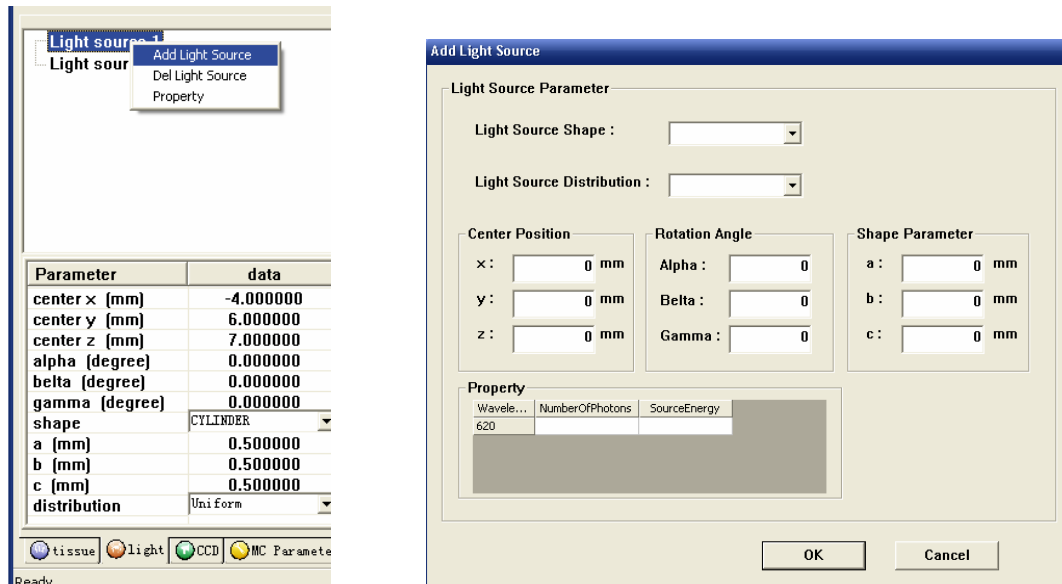 Light source 1
Light sour
Add Light Source
Del Light Source
Property
Parameter data
center x (mm) -4.000000
center y (mm) 6.000000
center z (mm) 7.000000
alpha (degree) 0.000000
belta (degree) 0.000000
gamma (degree) 0.000000
shape CYLINDER
a (mm) 0.500000
b (mm) 0.500000
c (mm) 0.500000
distribution Uniform
tissue light CCD MC Paramete
Ready
Add Light Source
Light Source Parameter
Light Source Shape :
Light Source Distribution :
Center Position
x : 0 mm
y : 0 mm
z : 0 mm
Rotation Angle
Alpha : 0
Belta : 0
Gamma : 0
Shape Parameter
a : 0 mm
b : 0 mm
c : 0 mm
Property
Wavele... NumberOfPhotons SourceEnergy
620
OK Cancel